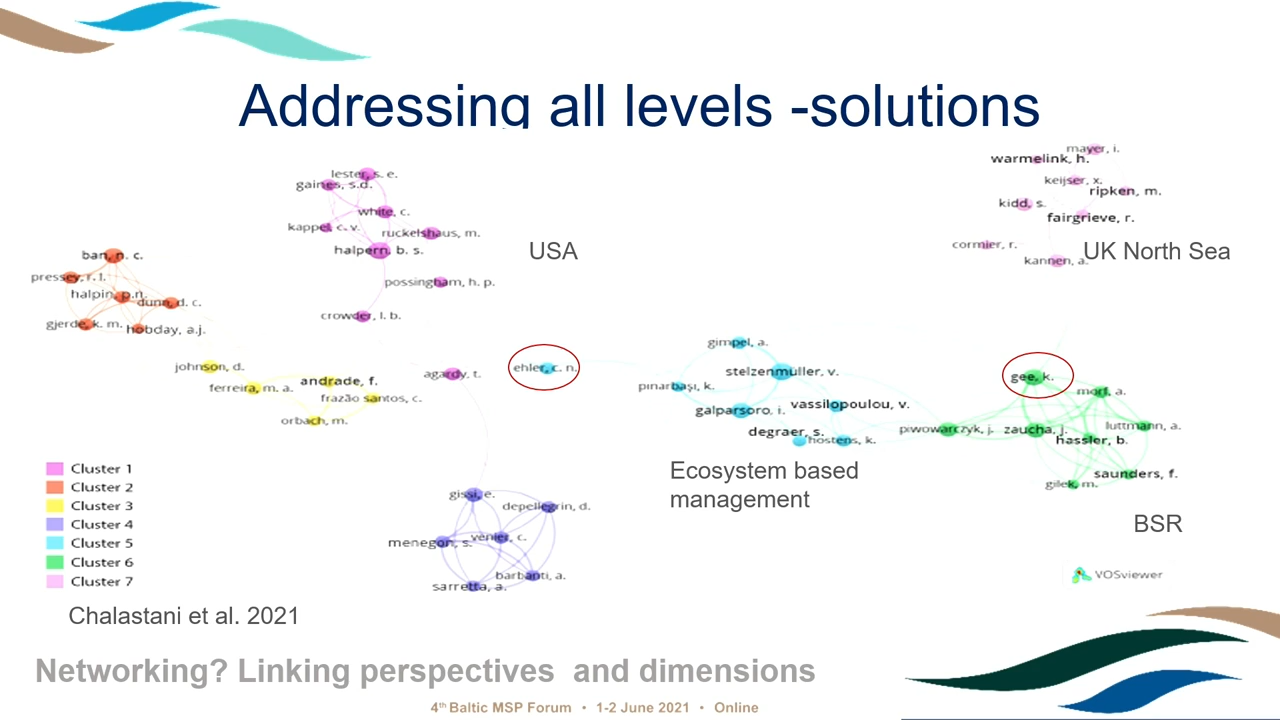 Addressing all levels -solutions
lester, s. e.
gaines, s.d.
white, c.
kappel, c. v.
ruckelshaus, m.
halpern, b. s.
possingham, h. p.
crowder, l. b.
USA
mayer, i.
warmelink, h.
keijser, x.
ripken, m.
kidd, s.
fairgrieve, r.
cormier, r.
kannen, a.
UK North Sea
ban, n. c.
pressey, r. l.
halpin, p.n.
dunn, d. c.
gjerde, k. m.
hobday, a.j.
johnson, d.
ferreira, m. a.
andrade, f.
frazão santos, c.
orbach, m.
agardy, t.
ehler, c. n.
gimpel, a.
stelzenmüller, v.
pınarbaşı, k.
galparsoro, i.
vassilopoulou, v.
degraer, s.
hostens, k.
Ecosystem based
management
gee, k.
morf, a.
piwowarczyk, j.
zaucha, j.
luttmann, a.
hassler, b.
saunders, f.
gilek, m.
BSR
gissi, e.
depellegrin, d.
menegon, s.
venier, c.
barbanti, a.
sarretta, a.
Cluster 1
Cluster 2
Cluster 3
Cluster 4
Cluster 5
Cluster 6
Cluster 7
VOSviewer
Chalastani et al. 2021
Networking? Linking perspectives and dimensions
4th Baltic MSP Forum • 1-2 June 2021 • Online